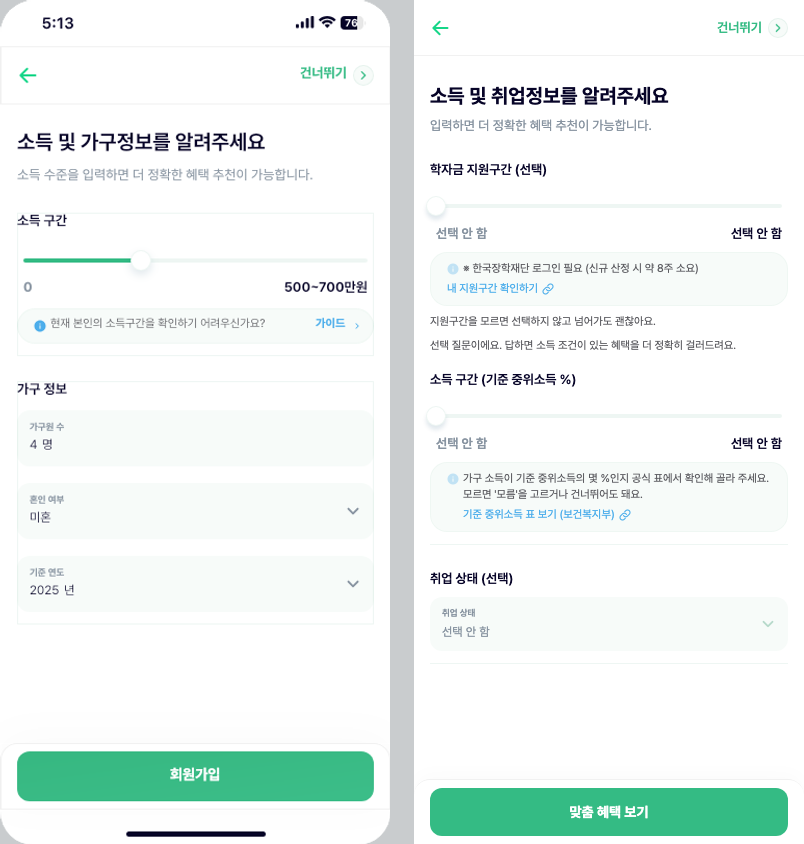 5:13
76
건너뛰기
소득 및 가구정보를 알려주세요
소득 수준을 입력하면 더 정확한 혜택 추천이 가능합니다.
소득 구간
0
500~700만원
현재 본인의 소득구간을 확인하기 어려우신가요?
가이드
가구 정보
가구원 수
4 명
혼인 여부
미혼
기준 연도
2025 년
회원가입
건너뛰기
소득 및 취업정보를 알려주세요
입력하면 더 정확한 혜택 추천이 가능합니다.
학자금 지원구간 (선택)
선택 안 함
선택 안 함
※ 한국장학재단 로그인 필요 (신규 산정 시 약 8주 소요)
내 지원구간 확인하기
지원구간을 모르면 선택하지 않고 넘어가도 괜찮아요.
선택 질문이에요. 답하면 소득 조건이 있는 혜택을 더 정확히 걸러드려요.
소득 구간 (기준 중위소득 %)
선택 안 함
선택 안 함
가구 소득이 기준 중위소득의 몇 %인지 공식 표에서 확인해 골라 주세요.
모르면 '모름'을 고르거나 건너뛰어도 돼요.
기준 중위소득 표 보기 (보건복지부)
취업 상태 (선택)
취업 상태
선택 안 함
맞춤 혜택 보기